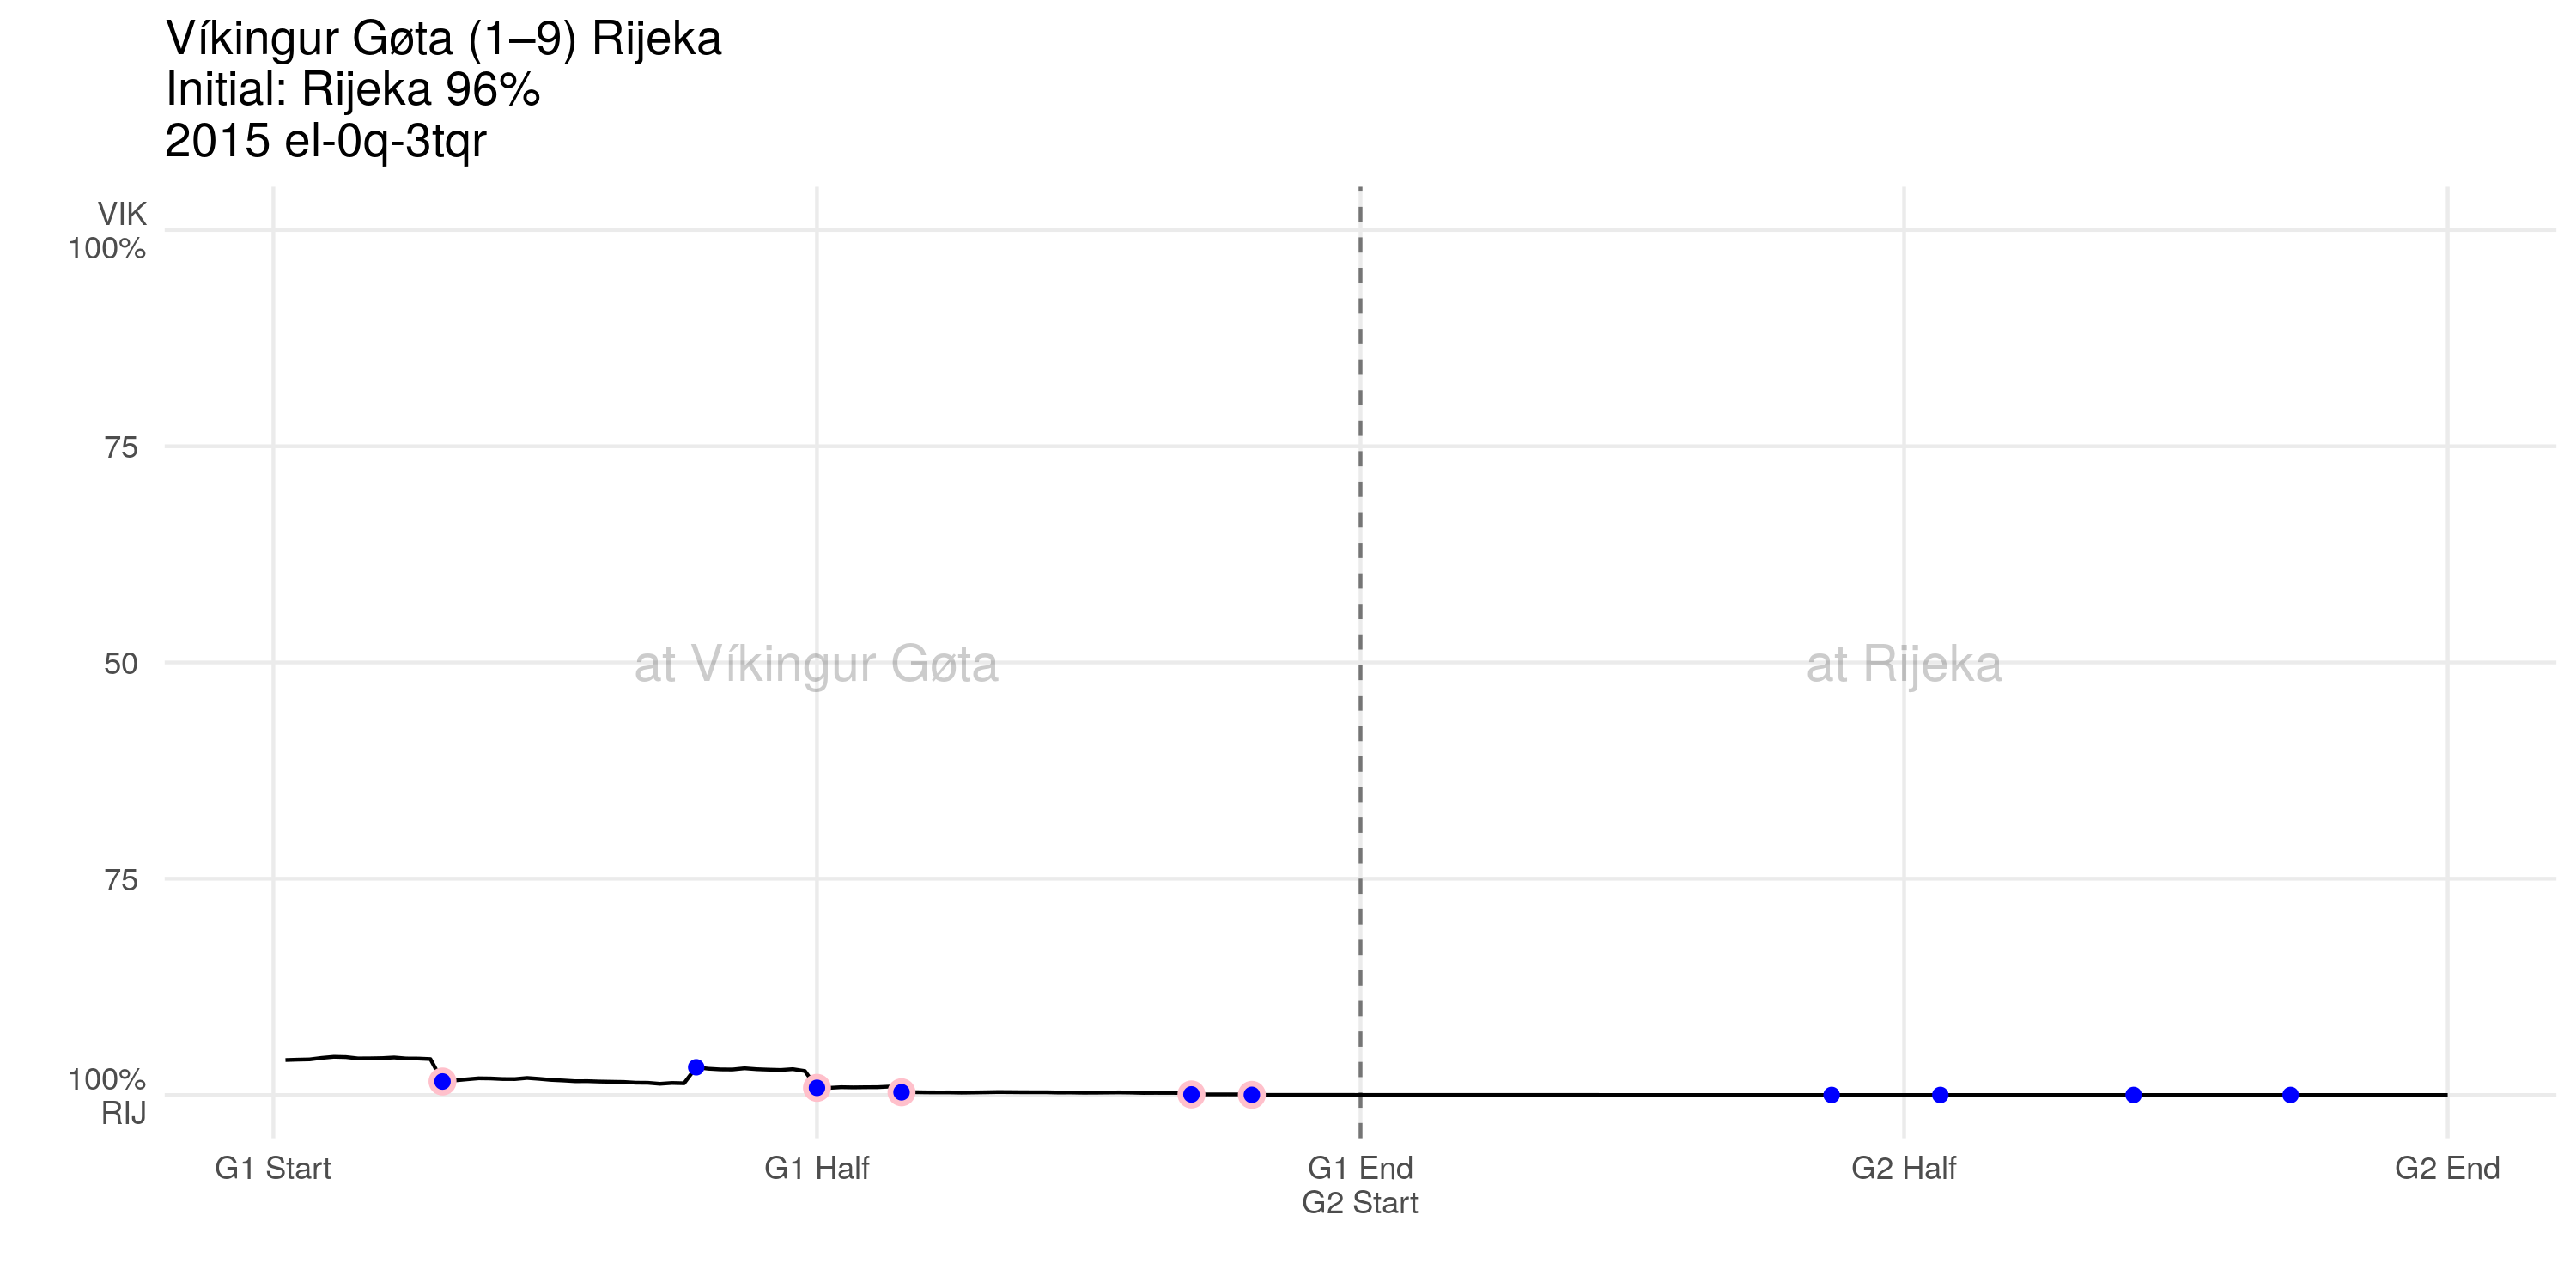 Víkingur Gøta (1–9) Rijeka
Initial: Rijeka 96%
2015 el-0q-3tqr
VIK
100%
75
50
75
100%
RIJ
at Víkingur Gøta
at Rijeka
G1 Start
G1 Half
G1 End
G2 Start
G2 Half
G2 End